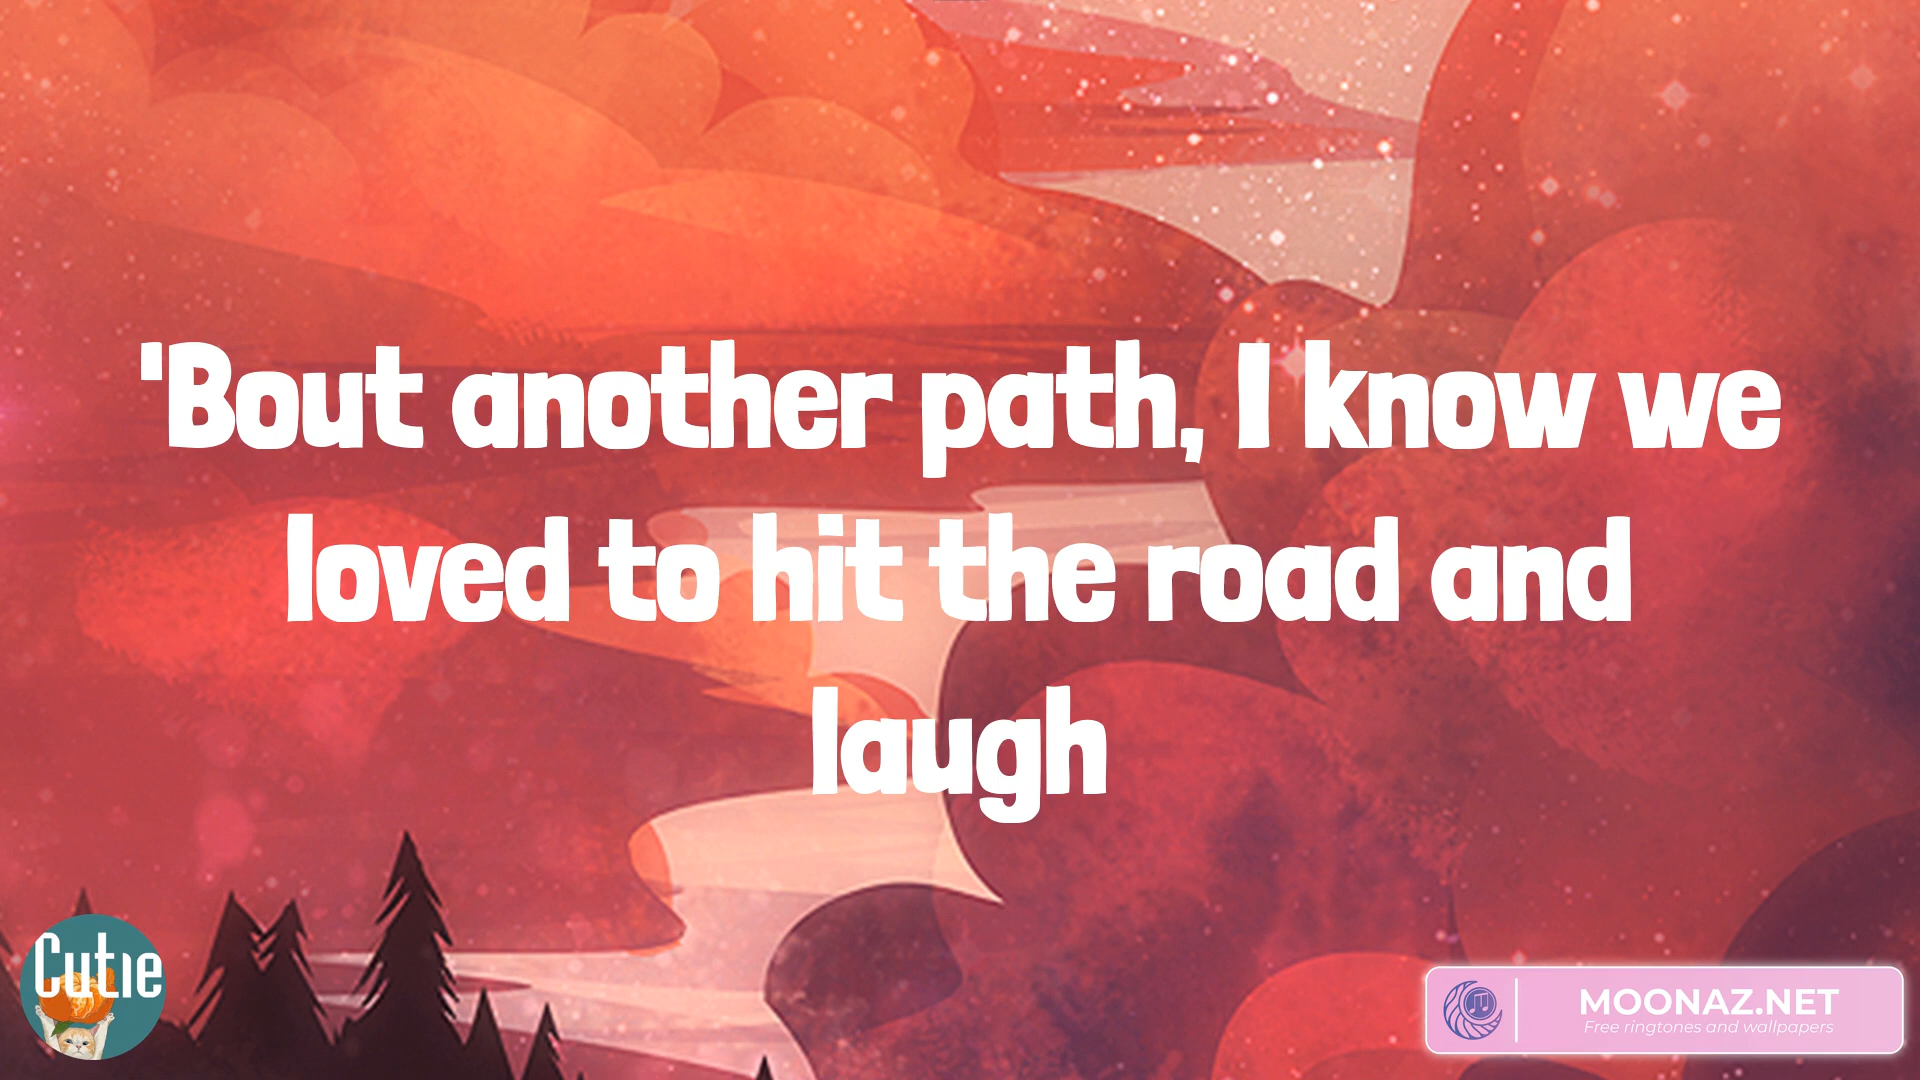 'Bout another path, I know we
loved to hit the road and
laugh
Cutie
MOONAZ.NET
Free ringtones and wallpapers